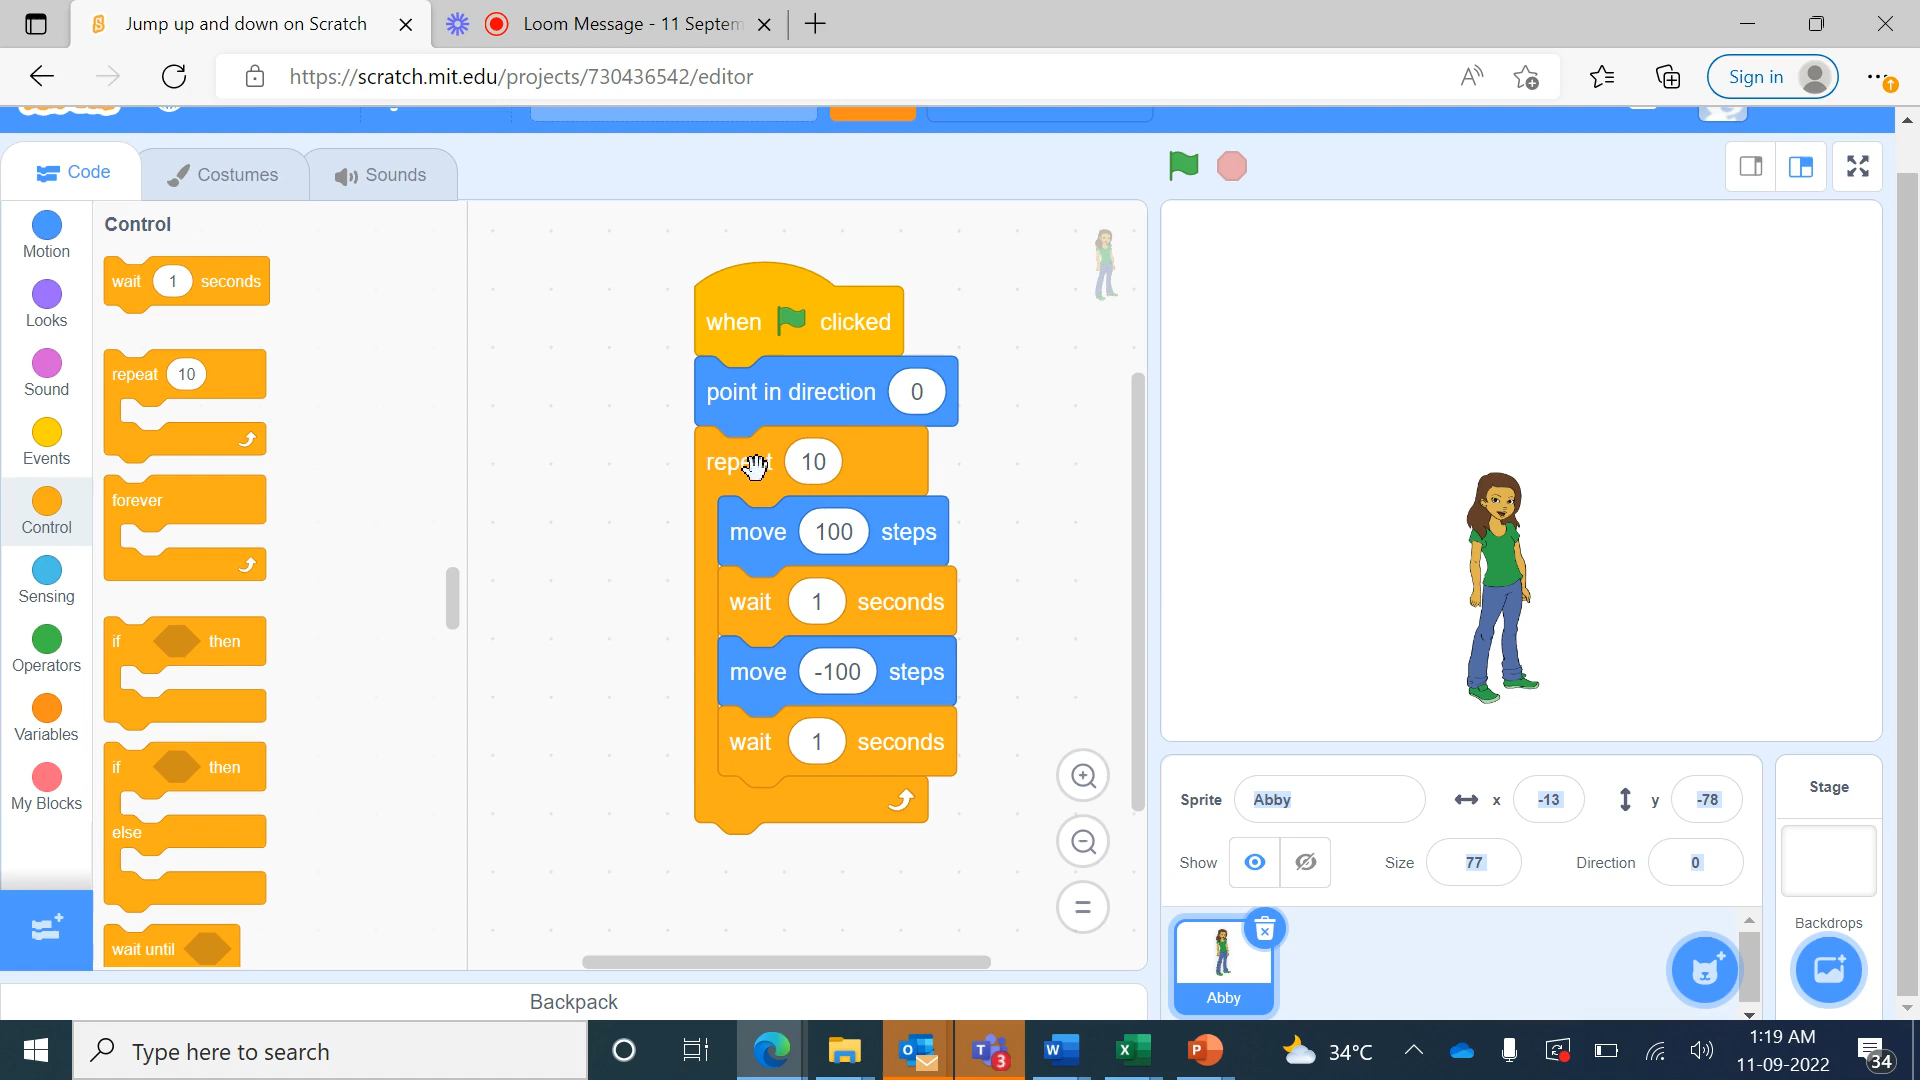 Jump up and down on Scratch
Loom Message - 11 Septem
https://scratch.mit.edu/projects/730436542/editor
Sign in
Code
Costumes
Sounds
Motion
Looks
Sound
Events
Control
Sensing
Operators
Variables
My Blocks
Control
wait 1 seconds
repeat 10
forever
if then
if then
else
wait until
when clicked
point in direction 0
repeat 10
move 100 steps
wait 1 seconds
move -100 steps
wait 1 seconds
Backpack
Sprite Abby x -13 y -78
Show Size 77 Direction 0
Abby
Stage
Backdrops
Type here to search
3
34°C
1:19 AM
11-09-2022
34